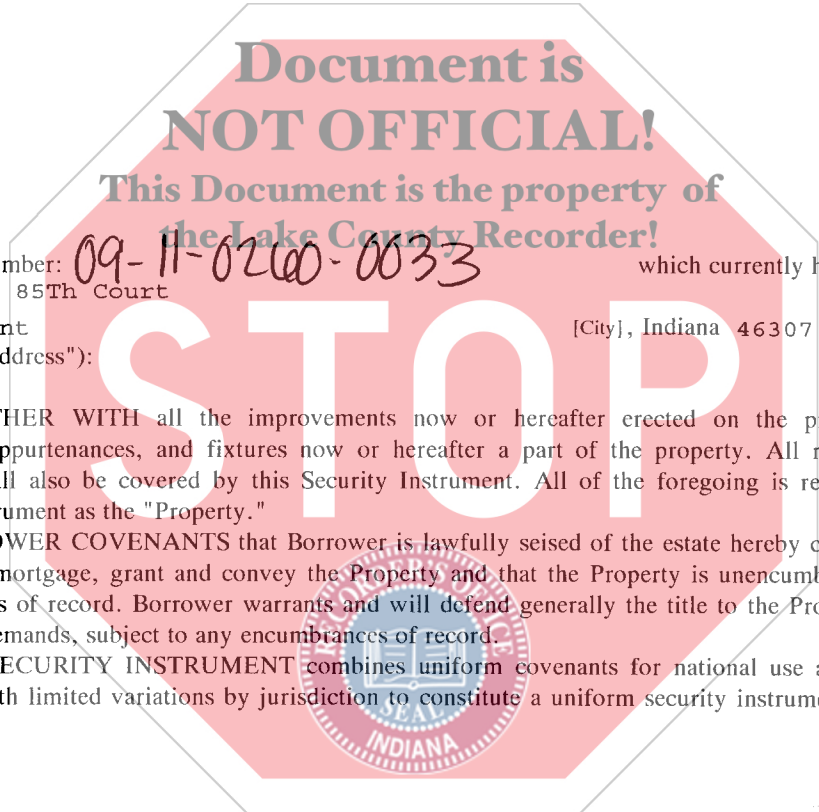 Document is
NOT OFFICIAL!
This Document is the property of
the Lake County Recorder!
mber: 09-11-0260-0033 which currently h
85Th Court
nt [City], Indiana 46307
ddress"):
THER WITH all the improvements now or hereafter erected on the p
ppurtenances, and fixtures now or hereafter a part of the property. All r
ll also be covered by this Security Instrument. All of the foregoing is re
rument as the "Property."
OWER COVENANTS that Borrower is lawfully seised of the estate hereby c
mortgage, grant and convey the Property and that the Property is unencumb
s of record. Borrower warrants and will defend generally the title to the Pro
emands, subject to any encumbrances of record.
ECURITY INSTRUMENT combines uniform covenants for national use a
th limited variations by jurisdiction to constitute a uniform security instrume
STOP
RECORDER'S OFFICE
SEAL
INDIANA